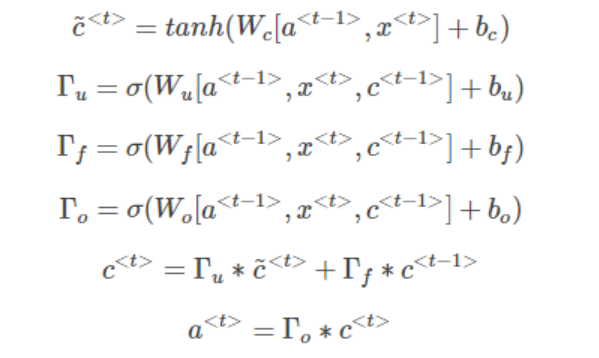 c̃^{<t>} = tanh(W_c[a^{<t−1>}, x^{<t>}] + b_c)
Γ_u = σ(W_u[a^{<t−1>}, x^{<t>}, c^{<t−1>}] + b_u)
Γ_f = σ(W_f[a^{<t−1>}, x^{<t>}, c^{<t−1>}] + b_f)
Γ_o = σ(W_o[a^{<t−1>}, x^{<t>}, c^{<t−1>}] + b_o)
c^{<t>} = Γ_u * c̃^{<t>} + Γ_f * c^{<t−1>}
a^{<t>} = Γ_o * c^{<t>}